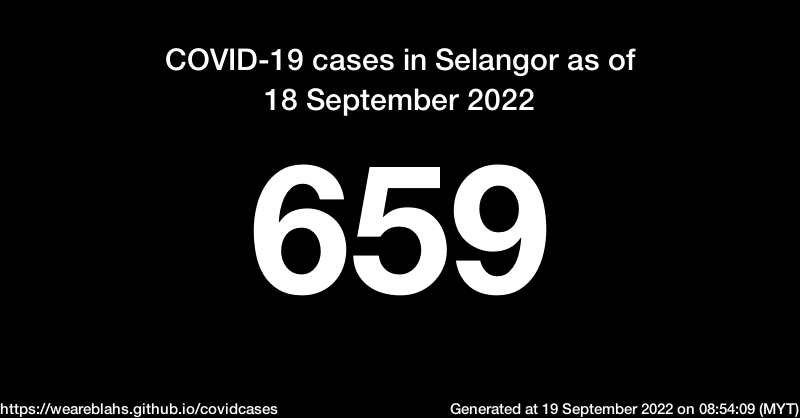 COVID-19 cases in Selangor as of
18 September 2022
659
https://weareblahs.github.io/covidcases
Generated at 19 September 2022 on 08:54:09 (MYT)